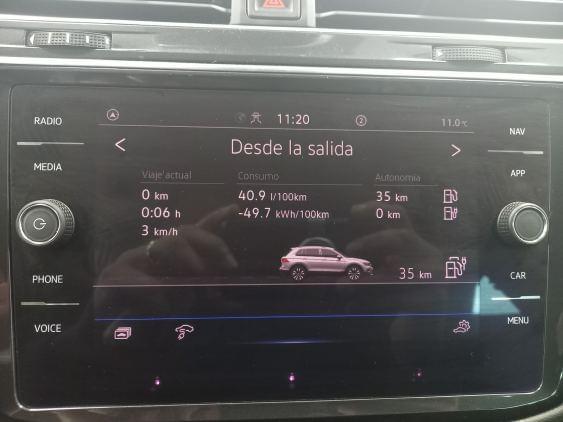 RADIO
MEDIA
PHONE
VOICE
11:20
2
11.0 °C
< Desde la salida >
Viaje actual
0 km
0:06 h
3 km/h
Consumo
40.9 l/100km
-49.7 kWh/100km
Autonomía
35 km
0 km
35 km
NAV
APP
CAR
MENU